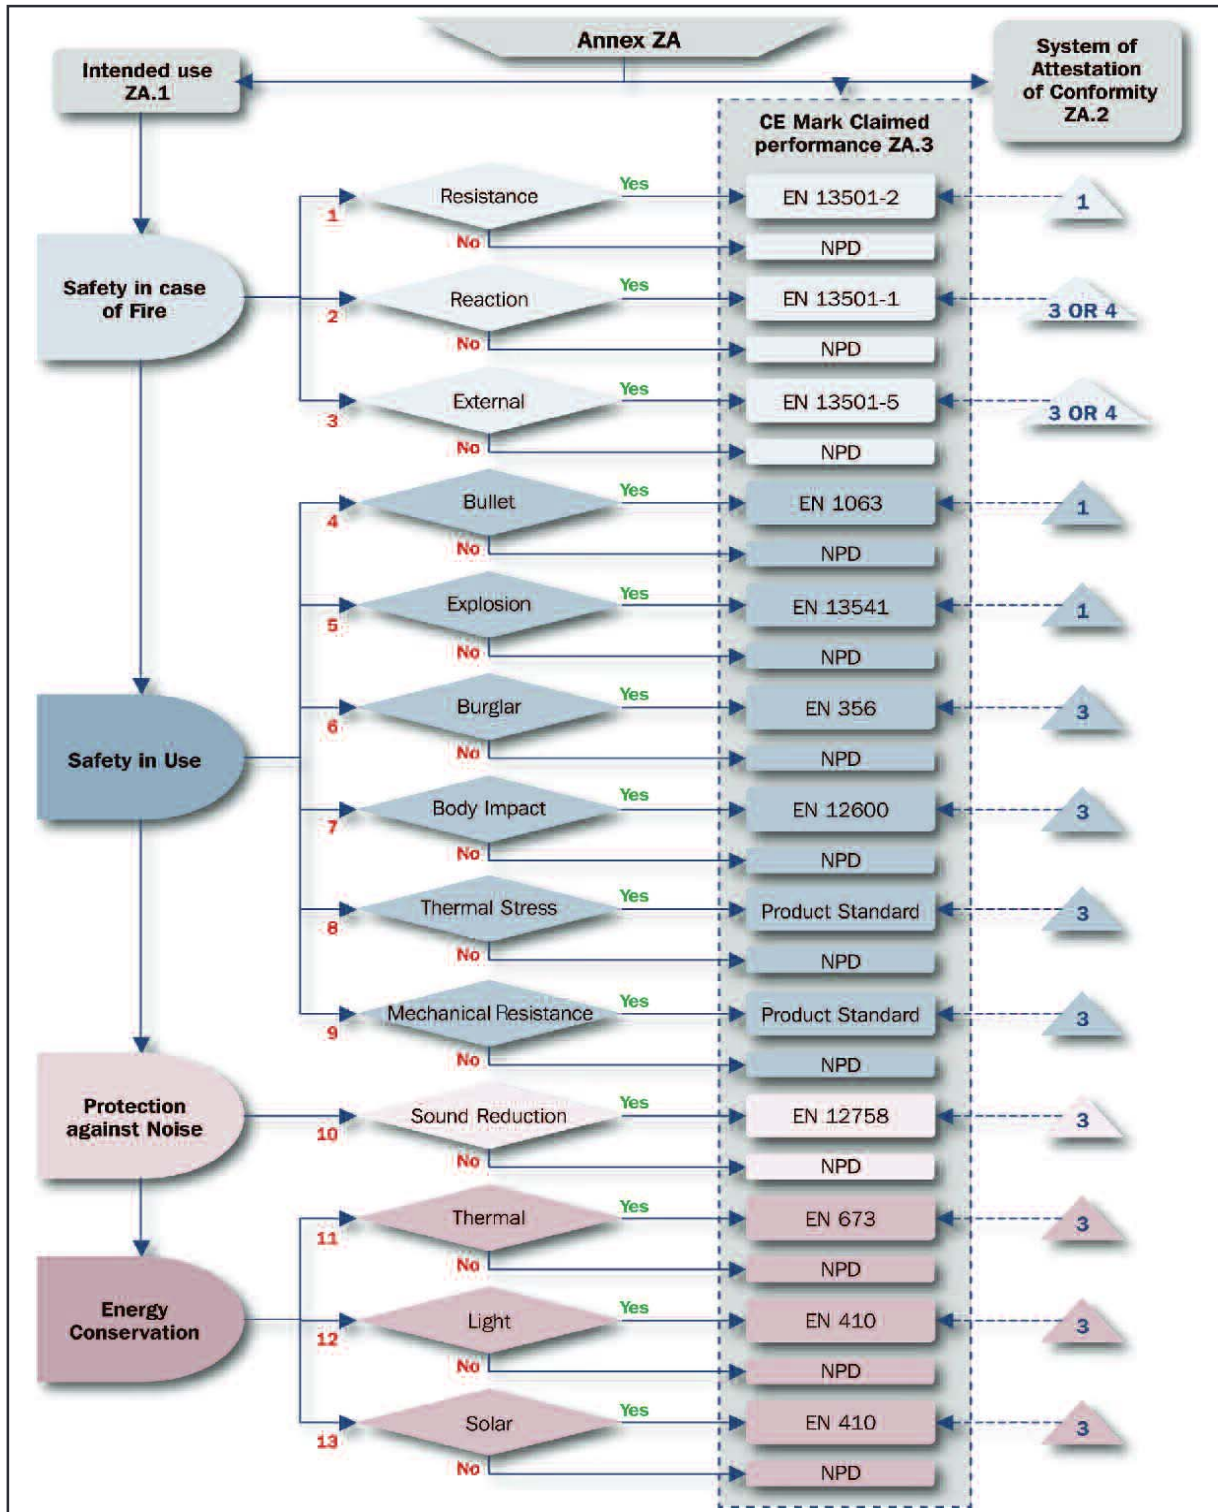 Annex ZA
Intended use
ZA.1
System of
Attestation
of Conformity
ZA.2
CE Mark Claimed
performance ZA.3
Safety in case
of Fire
1
Resistance
Yes
EN 13501-2
1
No
NPD
2
Reaction
Yes
EN 13501-1
3 OR 4
No
NPD
3
External
Yes
EN 13501-5
3 OR 4
No
NPD
Safety in Use
4
Bullet
Yes
EN 1063
1
No
NPD
5
Explosion
Yes
EN 13541
1
No
NPD
6
Burglar
Yes
EN 356
3
No
NPD
7
Body Impact
Yes
EN 12600
3
No
NPD
8
Thermal Stress
Yes
Product Standard
3
No
NPD
9
Mechanical Resistance
Yes
Product Standard
3
No
NPD
Protection
against Noise
10
Sound Reduction
Yes
EN 12758
3
No
NPD
Energy
Conservation
11
Thermal
Yes
EN 673
3
No
NPD
12
Light
Yes
EN 410
3
No
NPD
13
Solar
Yes
EN 410
3
No
NPD